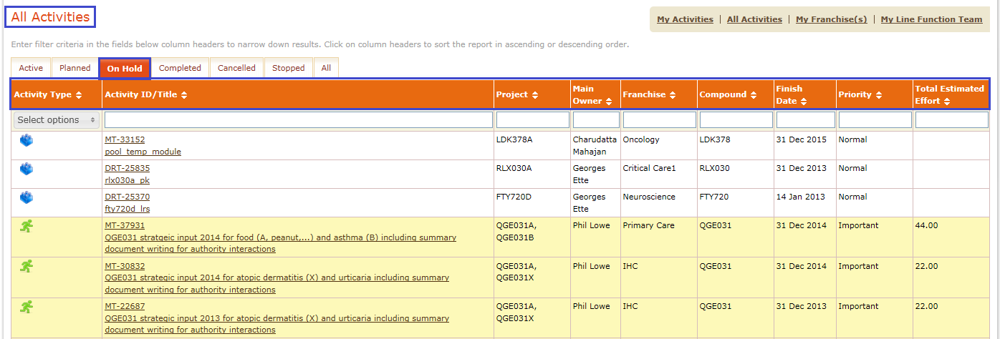 All Activities
My Activities | All Activities | My Franchise(s) | My Line Function Team
Enter filter criteria in the fields below column headers to narrow down results. Click on column headers to sort the report in ascending or descending order.
Active Planned On Hold Completed Cancelled Stopped All
Activity Type Activity ID/Title Project Main Owner Franchise Compound Finish Date Priority Total Estimated Effort
Select options
MT-33152 LDK378A Charudatta Oncology LDK378 31 Dec 2015 Normal
pool_temp_module Mahajan
DRT-25835 RLX030A Georges Critical Care1 RLX030 31 Dec 2013 Normal
rlx030a_pk Ette
DRT-25370 FTY720D Georges Neuroscience FTY720 14 Jan 2013 Normal
fty720d_lrs Ette
MT-37931 QGE031A, Phil Lowe Primary Care QGE031 31 Dec 2014 Important 44.00
QGE031 stratgeic input 2014 for food (A, peanut,...) and asthma (B) including summary QGE031B
document writing for authority interactions
MT-30832 QGE031A, Phil Lowe IHC QGE031 31 Dec 2014 Important 22.00
QGE031 strategic input 2014 for atopic dermatitis (X) and urticaria including summary QGE031X
document writing for authority interactions
MT-22687 QGE031A, Phil Lowe IHC QGE031 31 Dec 2013 Important 22.00
QGE031 strategic input 2013 for atopic dermatitis (X) and urticaria including summary QGE031X
document writing for authority interactions